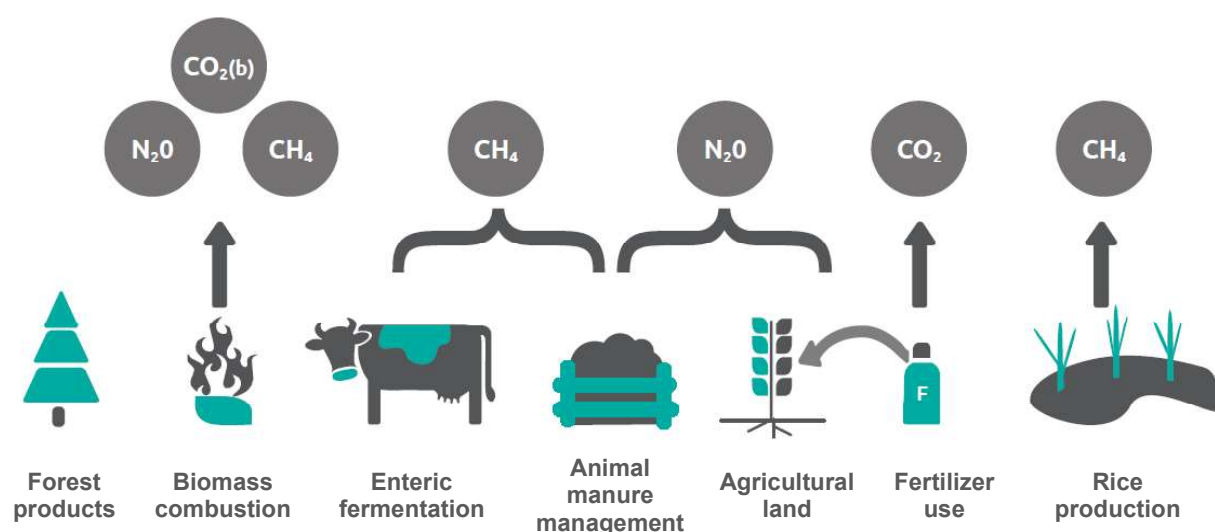 CO₂(b)
N₂0
CH₄
CH₄
N₂0
CO₂
CH₄
F
Forest
products
Biomass
combustion
Enteric
fermentation
Animal
manure
management
Agricultural
land
Fertilizer
use
Rice
production